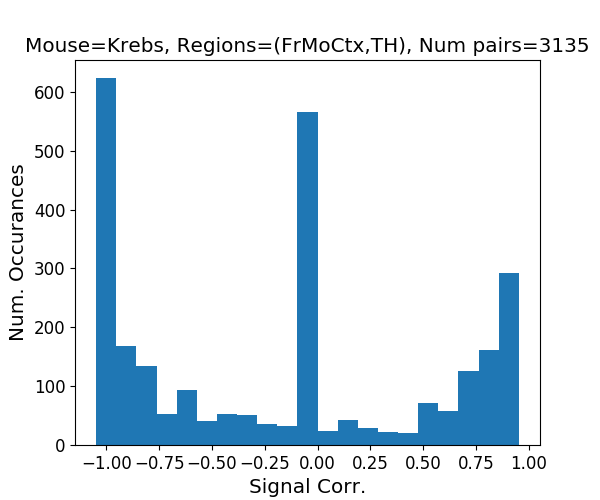 Mouse=Krebs, Regions=(FrMoCtx,TH), Num pairs=3135
600
500
400
300
200
100
0
Num. Occurances
−1.00 −0.75 −0.50 −0.25 0.00 0.25 0.50 0.75 1.00
Signal Corr.